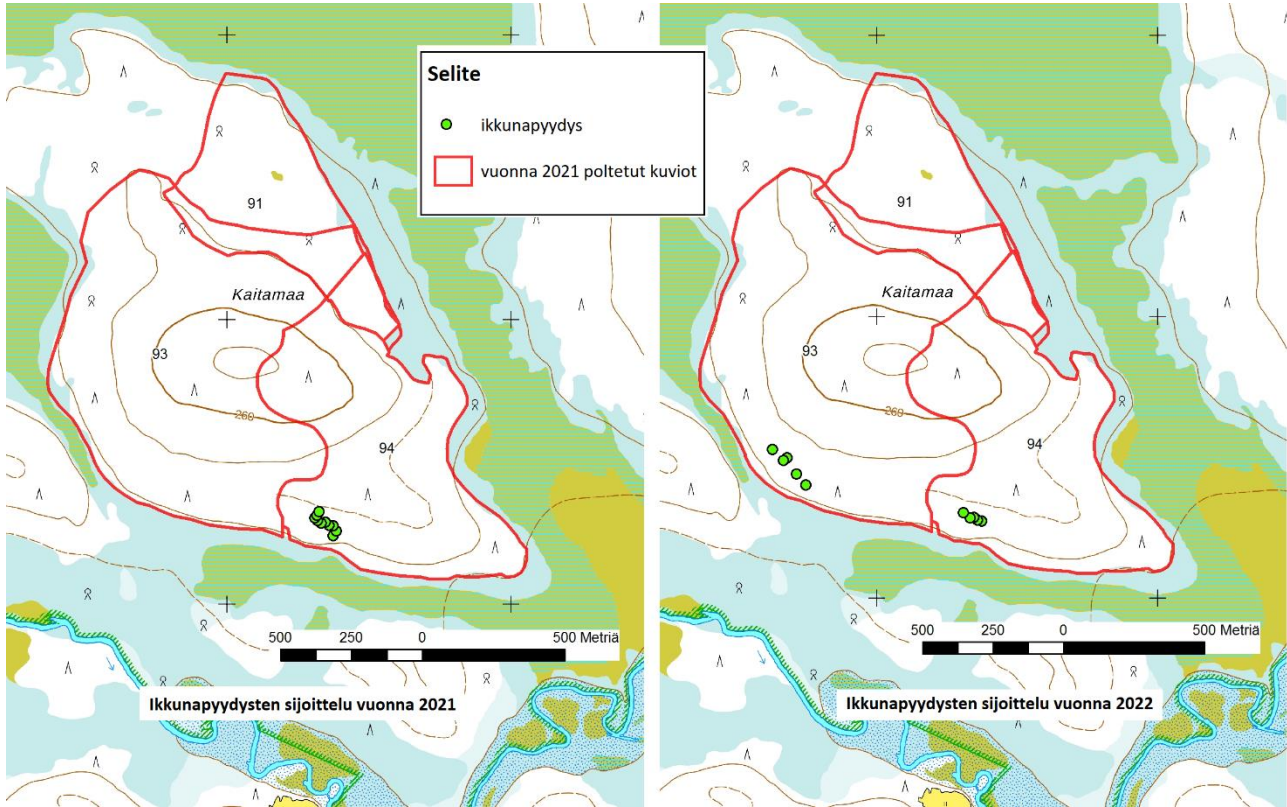 Selite
ikkunapyydys
vuonna 2021 poltetut kuviot
91
Kaitamaa
93
260
94
500 250 0 500 Metriä
Ikkunapyydysten sijoittelu vuonna 2021
91
Kaitamaa
93
260
94
500 250 0 500 Metriä
Ikkunapyydysten sijoittelu vuonna 2022